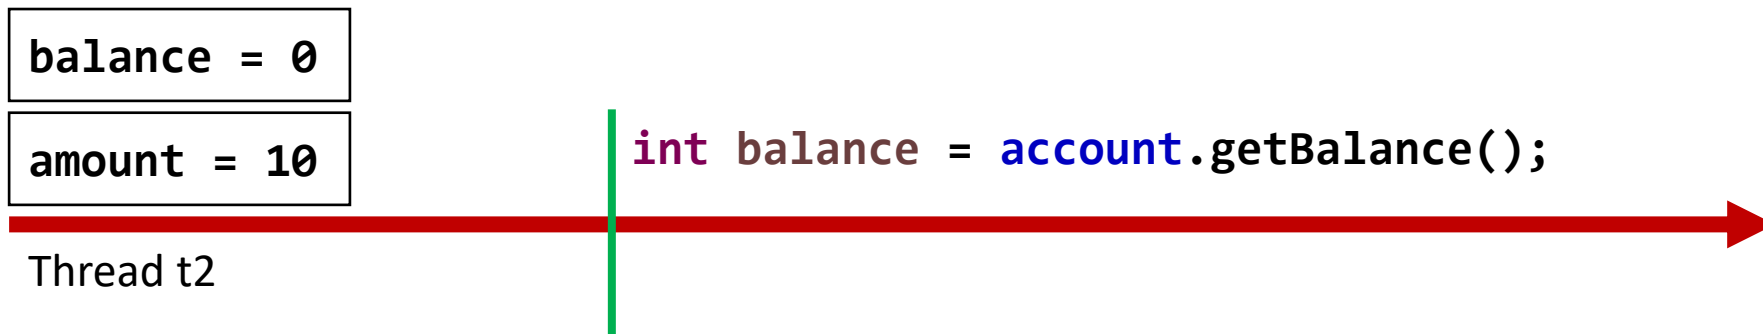 balance = 0
amount = 10
int balance = account.getBalance();
Thread t2